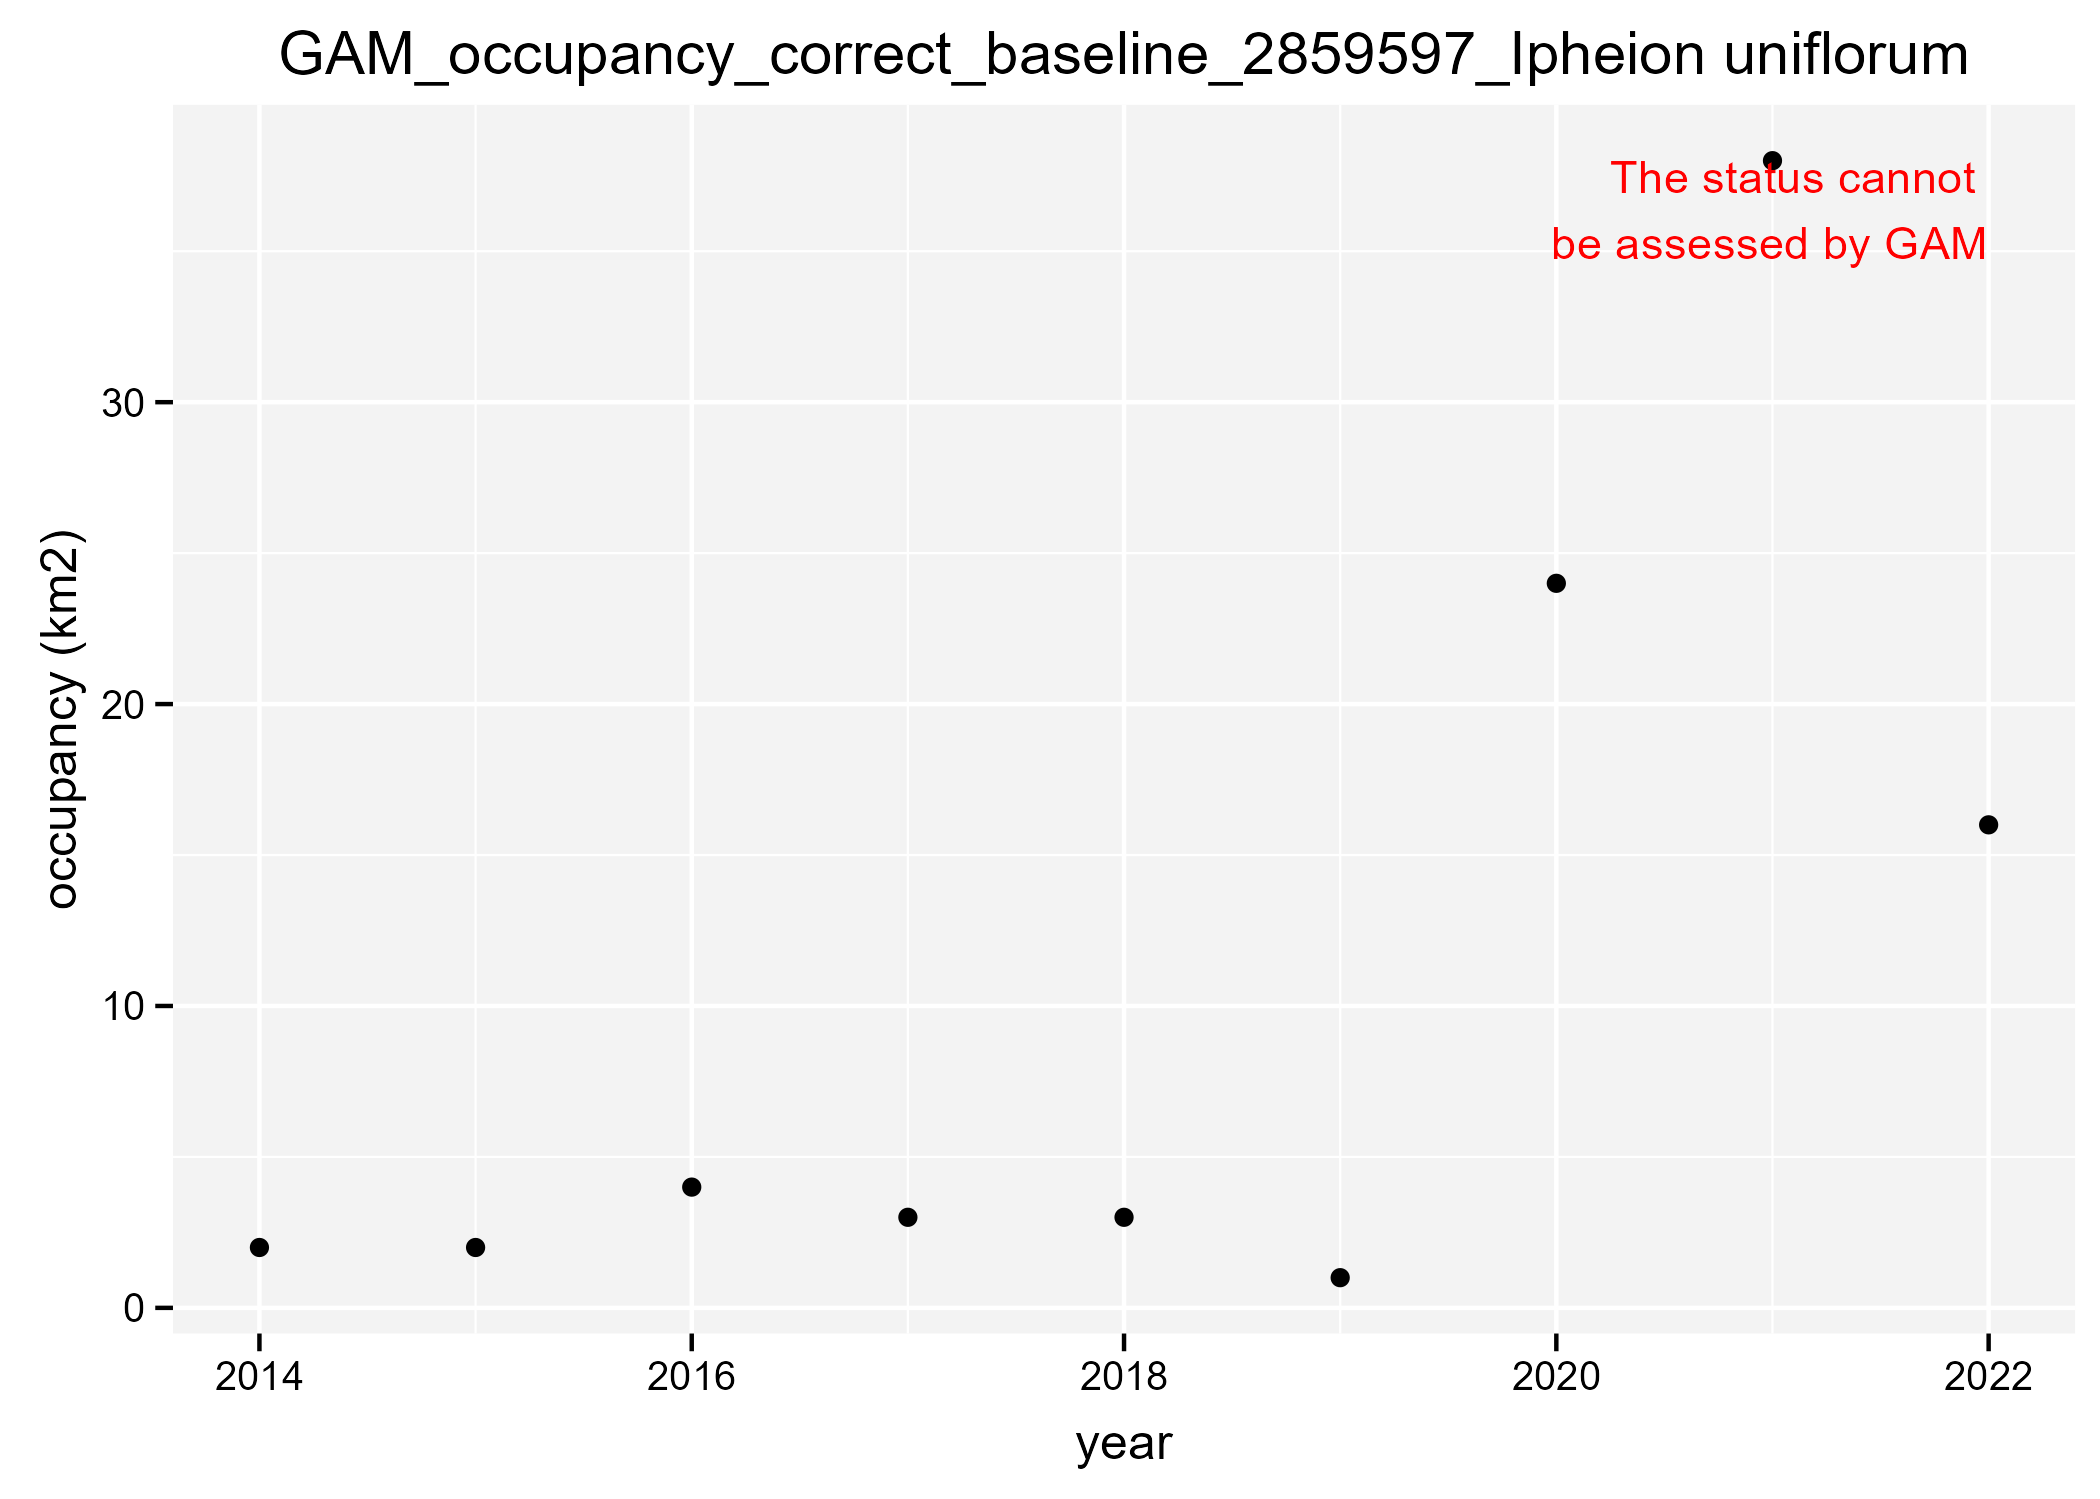 GAM_occupancy_correct_baseline_2859597_Ipheion uniflorum
The status cannot
be assessed by GAM
30
20
10
0
occupancy (km2)
2014 2016 2018 2020 2022
year